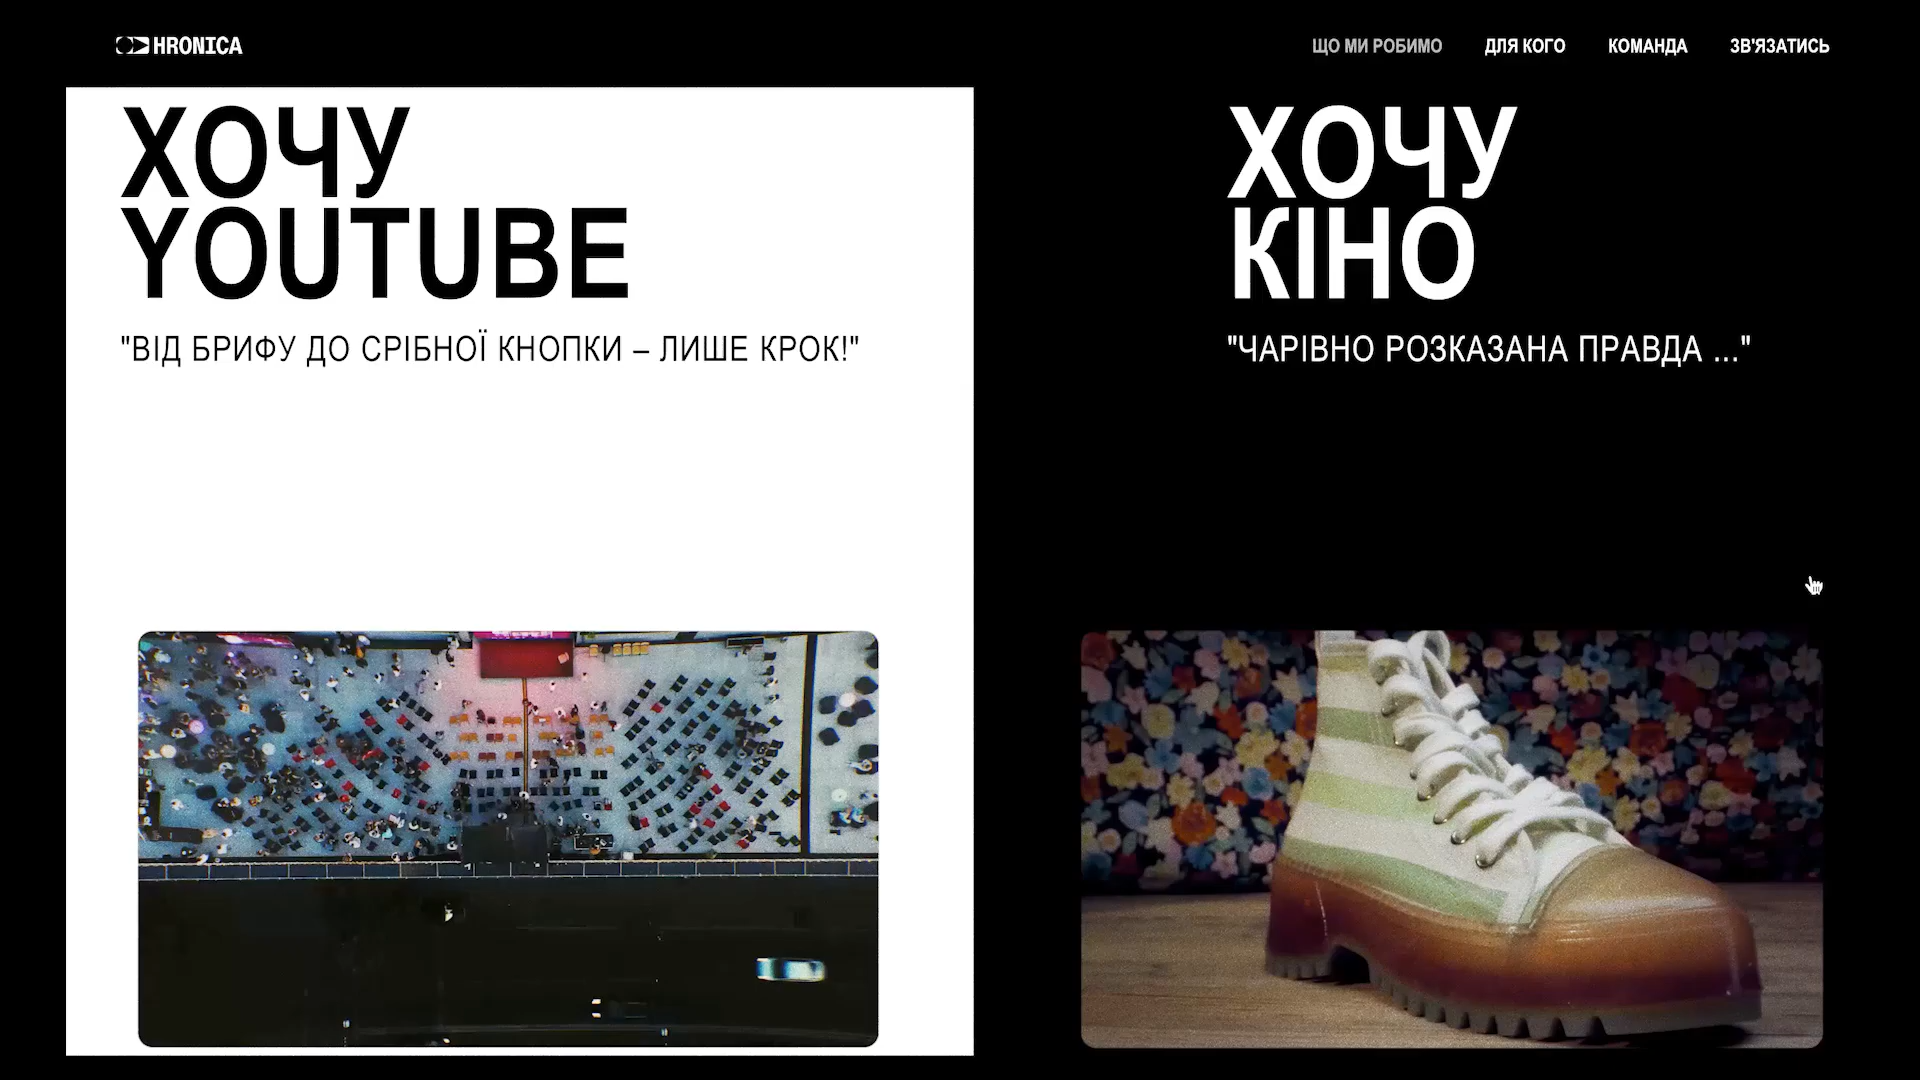 HRONICA
ЩО МИ РОБИМО
ДЛЯ КОГО
КОМАНДА
ЗВ'ЯЗАТИСЬ
ХОЧУ
YOUTUBE
"ВІД БРИФУ ДО СРІБНОЇ КНОПКИ – ЛИШЕ КРОК!"
ХОЧУ
КІНО
"ЧАРІВНО РОЗКАЗАНА ПРАВДА ..."